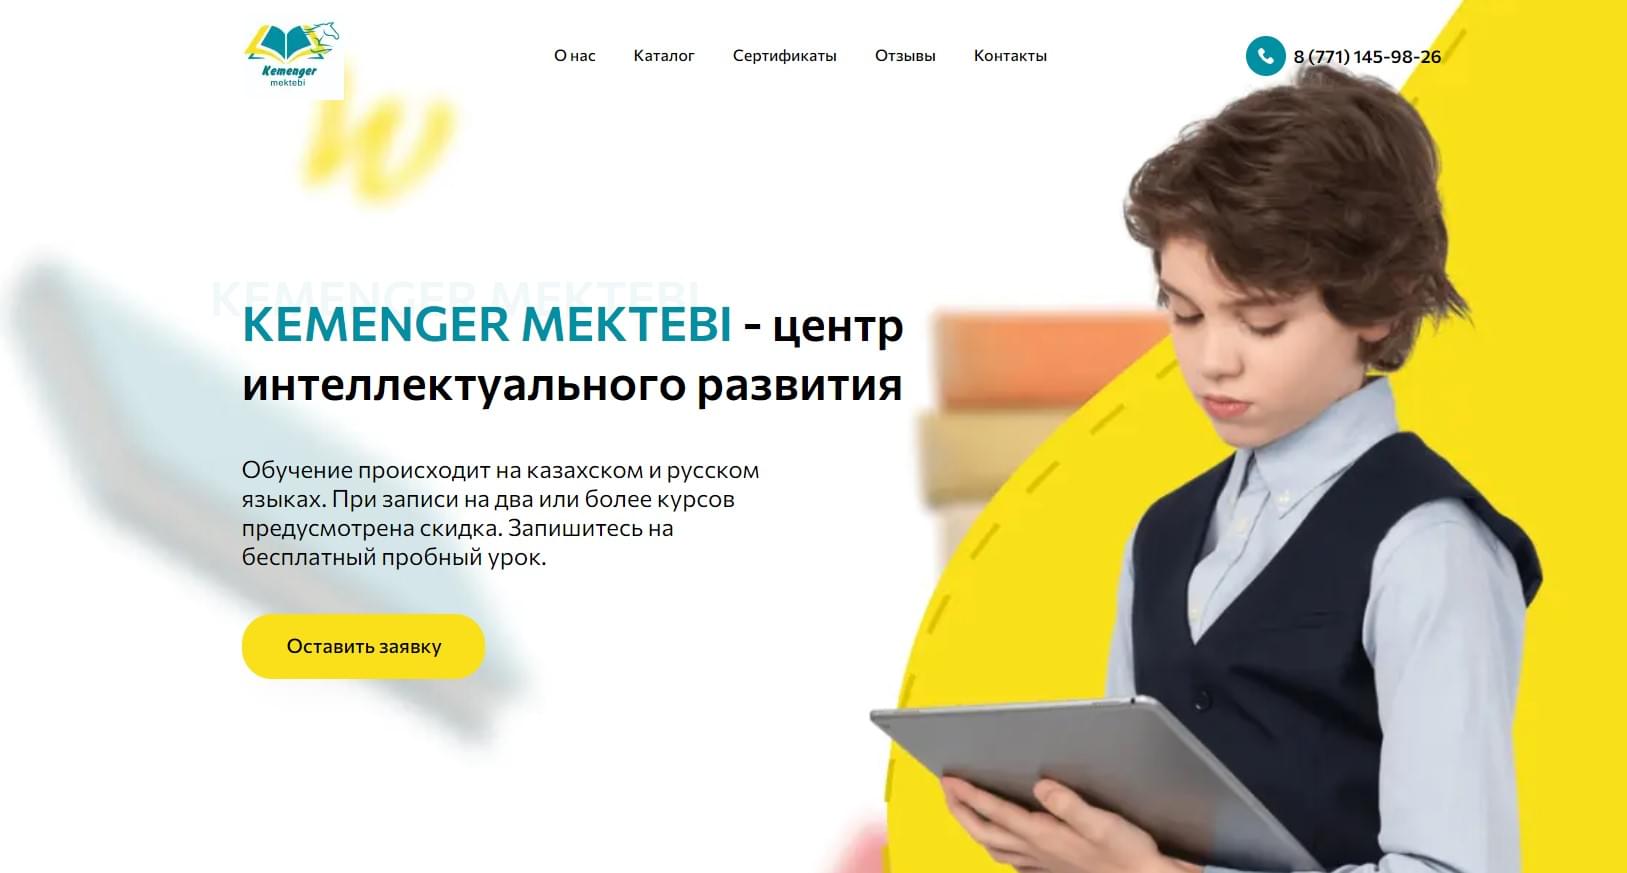 Kemenger
mektebi
О нас
Каталог
Сертификаты
Отзывы
Контакты
8 (771) 145-98-26
KEMENGER MEKTEBI
KEMENGER MEKTEBI - центр
интеллектуального развития
Обучение происходит на казахском и русском
языках. При записи на два или более курсов
предусмотрена скидка. Запишитесь на
бесплатный пробный урок.
Оставить заявку